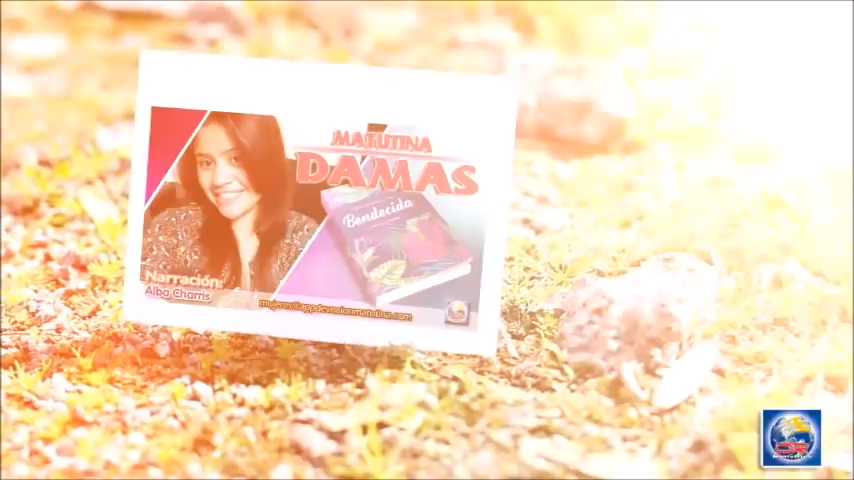 MATUTINA
DAMAS
Bendecida
Narración:
Alba Charris